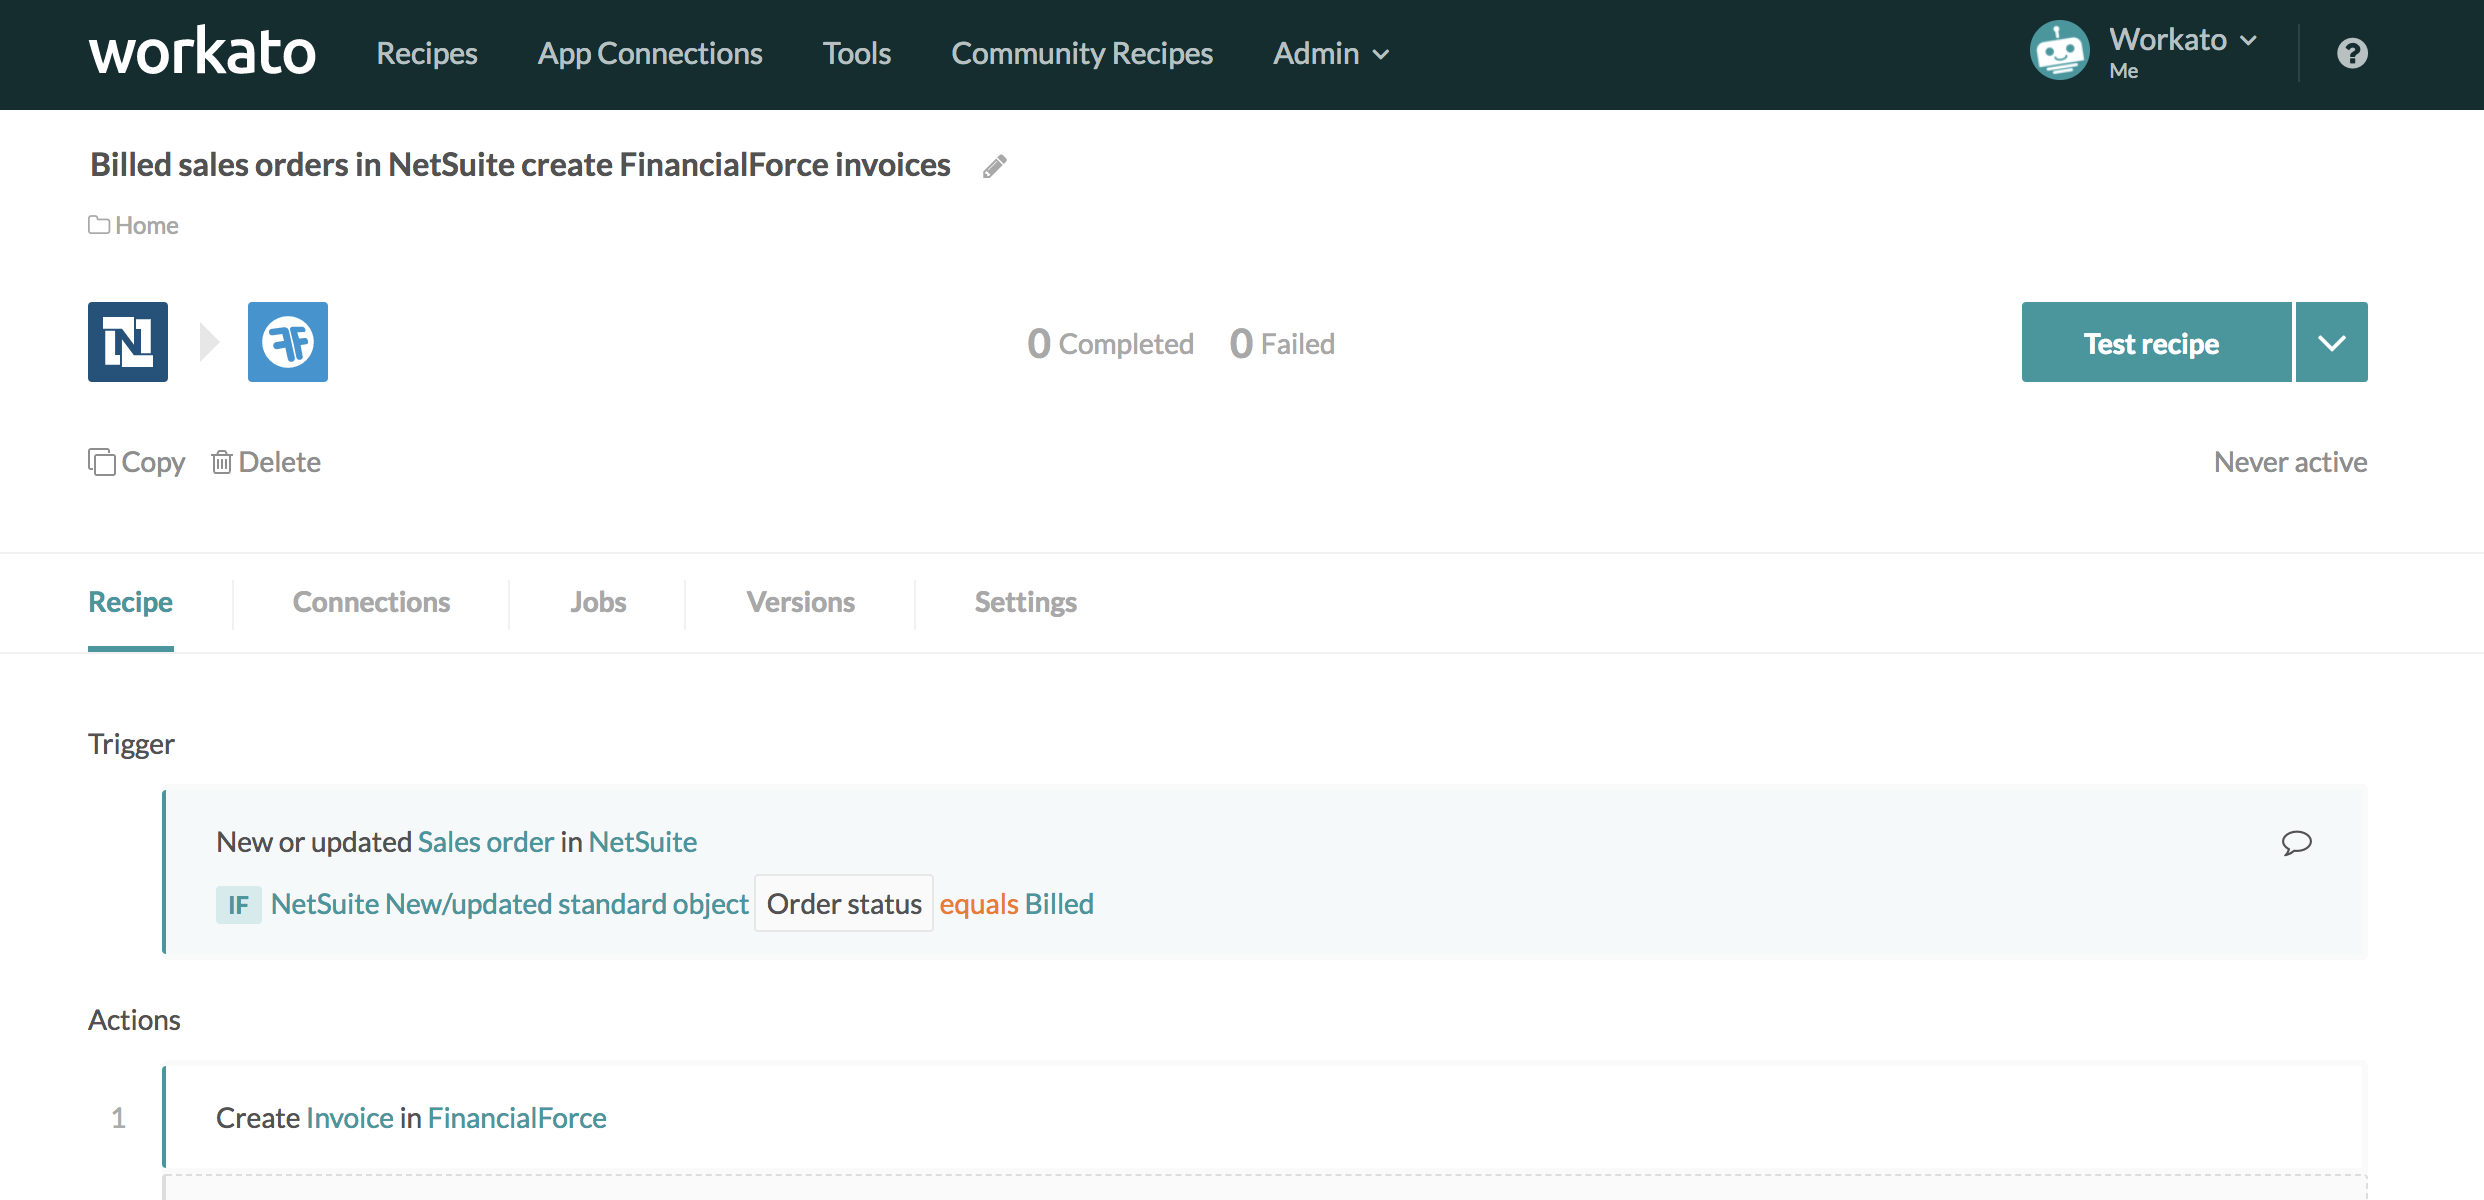 workato Recipes App Connections Tools Community Recipes Admin Workato
Me
Billed sales orders in NetSuite create FinancialForce invoices
Home
0 Completed 0 Failed Test recipe
Copy Delete Never active
Recipe Connections Jobs Versions Settings
Trigger
New or updated Sales order in NetSuite
IF NetSuite New/updated standard object Order status equals Billed
Actions
1 Create Invoice in FinancialForce